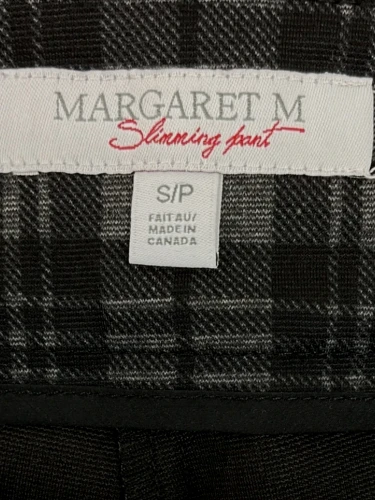 MARGARET M
Slimming pant
S/P
FAIT AU/
MADE IN
CANADA